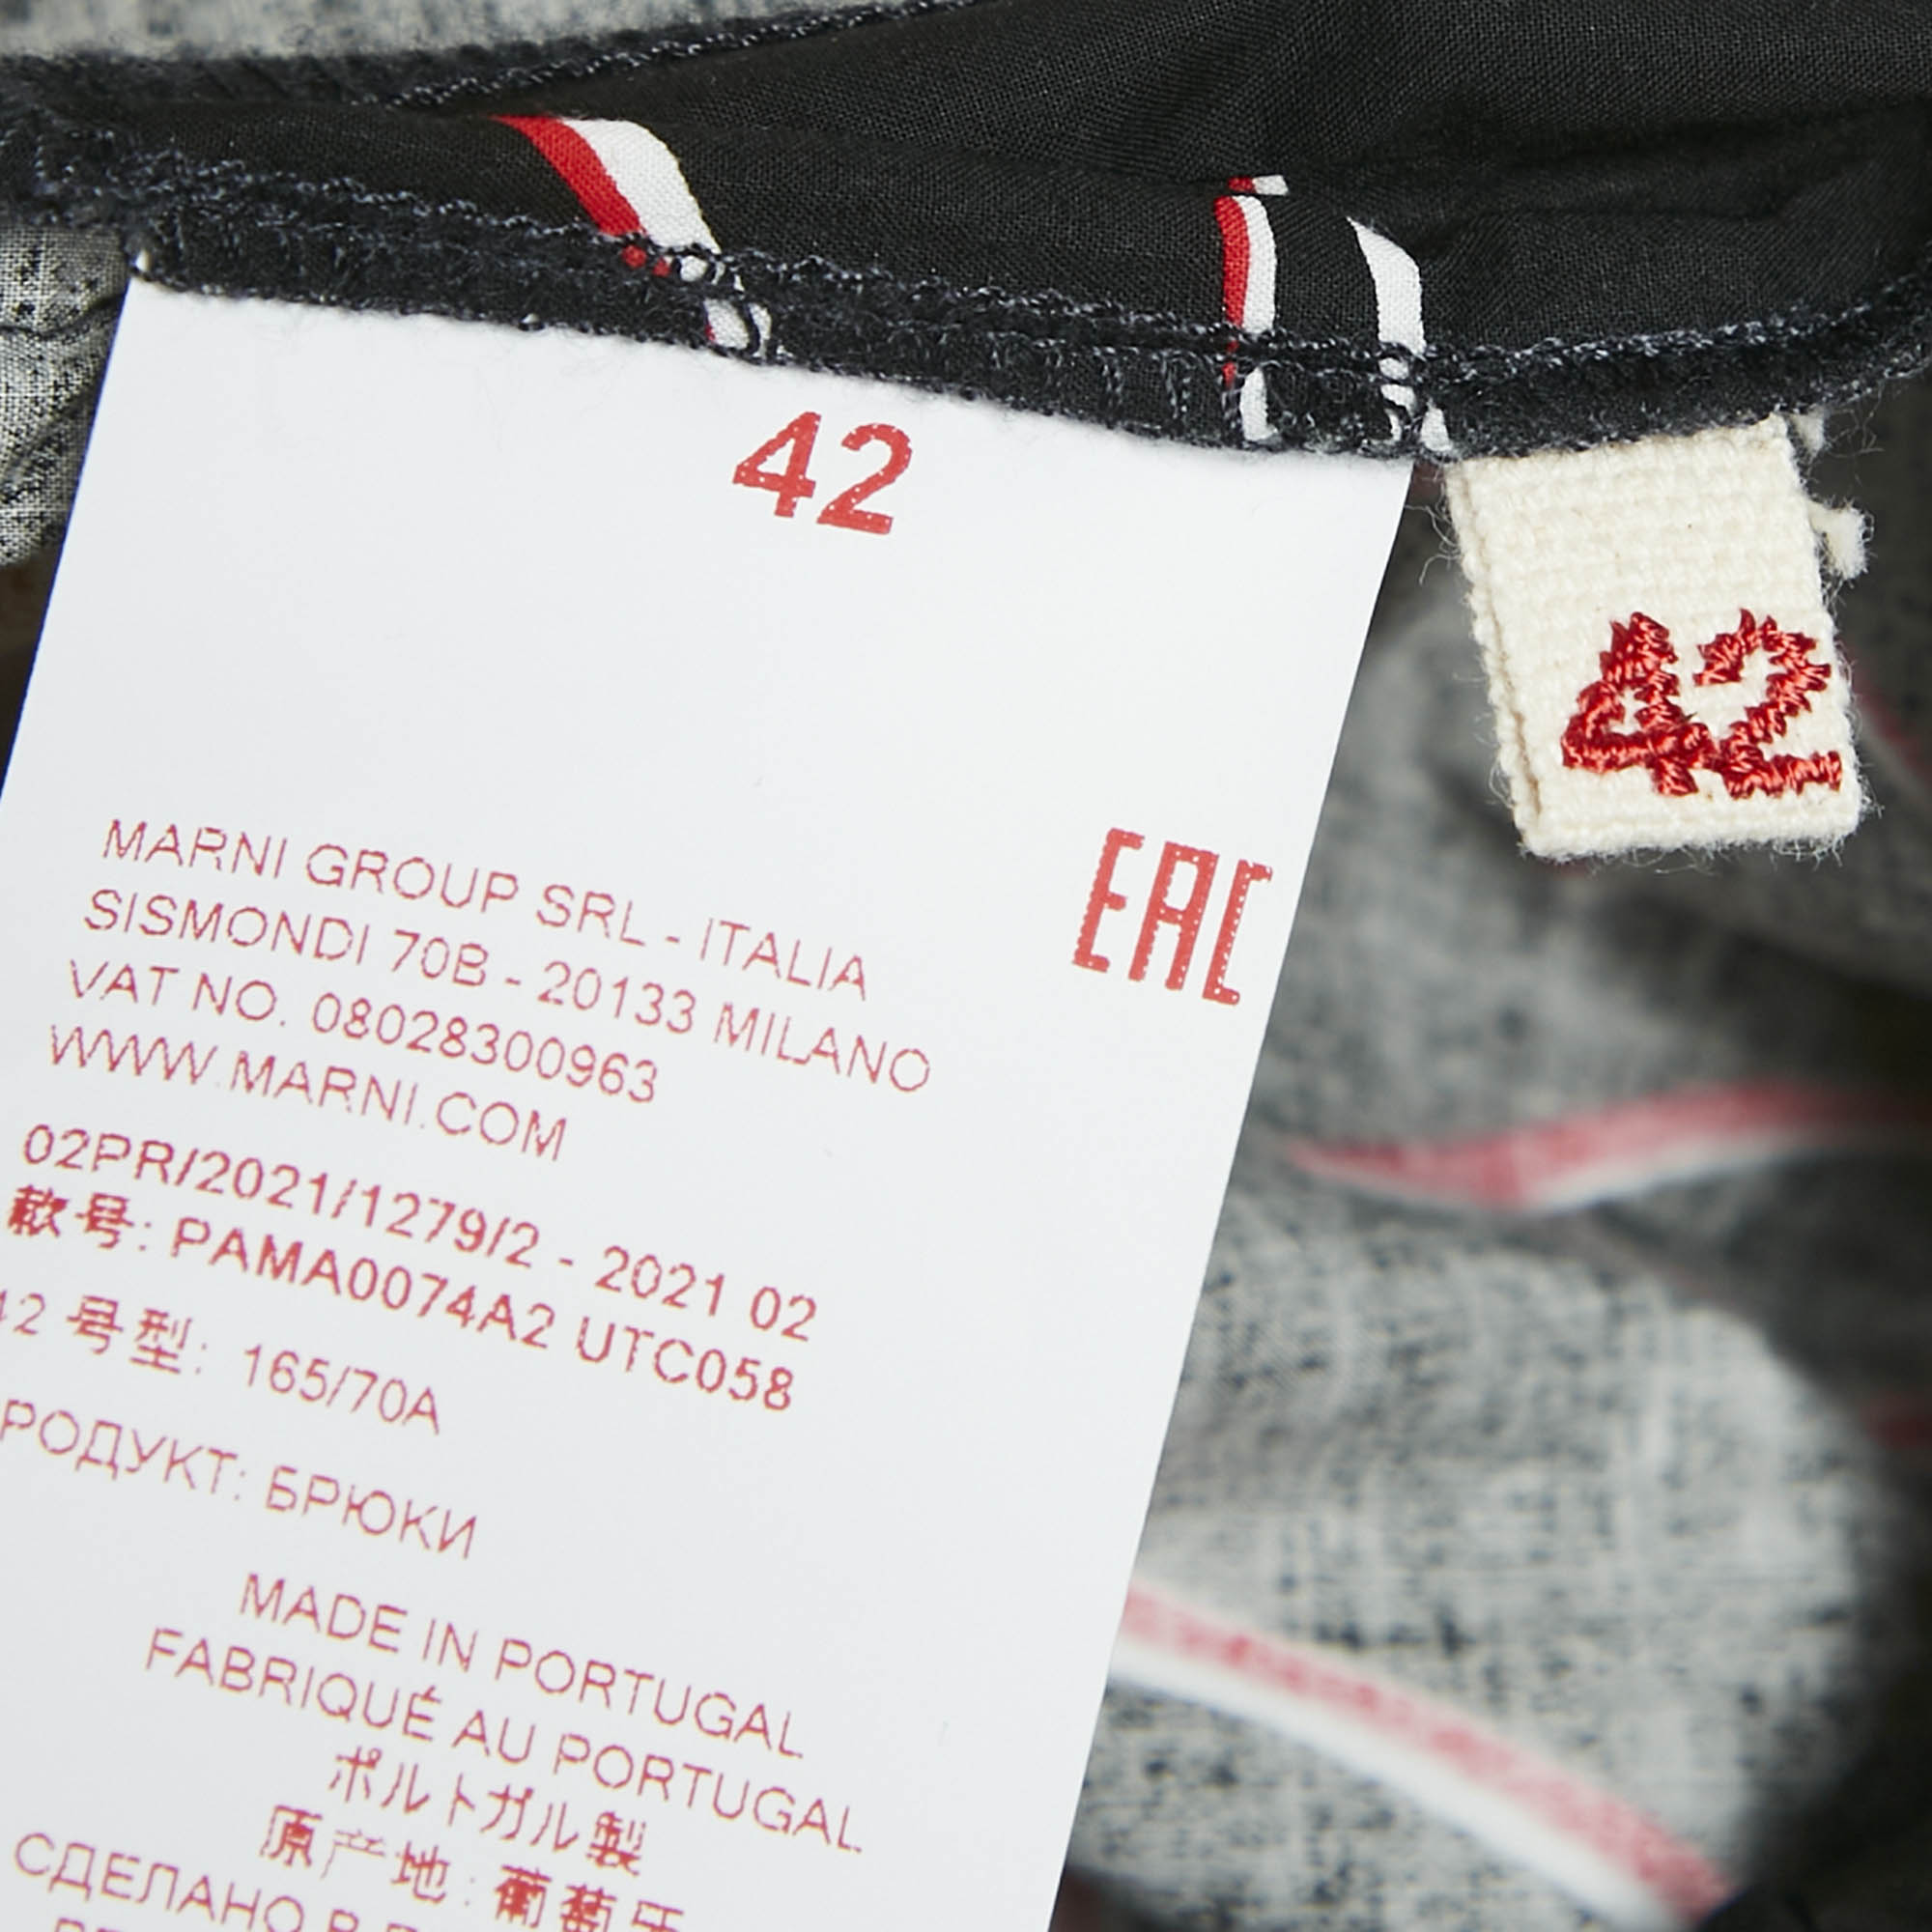 42
42
EAC
MARNI GROUP SRL - ITALIA
SISMONDI 70B - 20133 MILANO
VAT NO. 08028300963
WWW.MARNI.COM
02PR/2021/1279/2 - 2021 02
款号: PAMA0074A2 UTC058
42 号型: 165/70A
РОДУКТ: БРЮКИ
MADE IN PORTUGAL
FABRIQUÉ AU PORTUGAL
ポルトガル製
原产地: 葡萄牙
СДЕЛАНО В